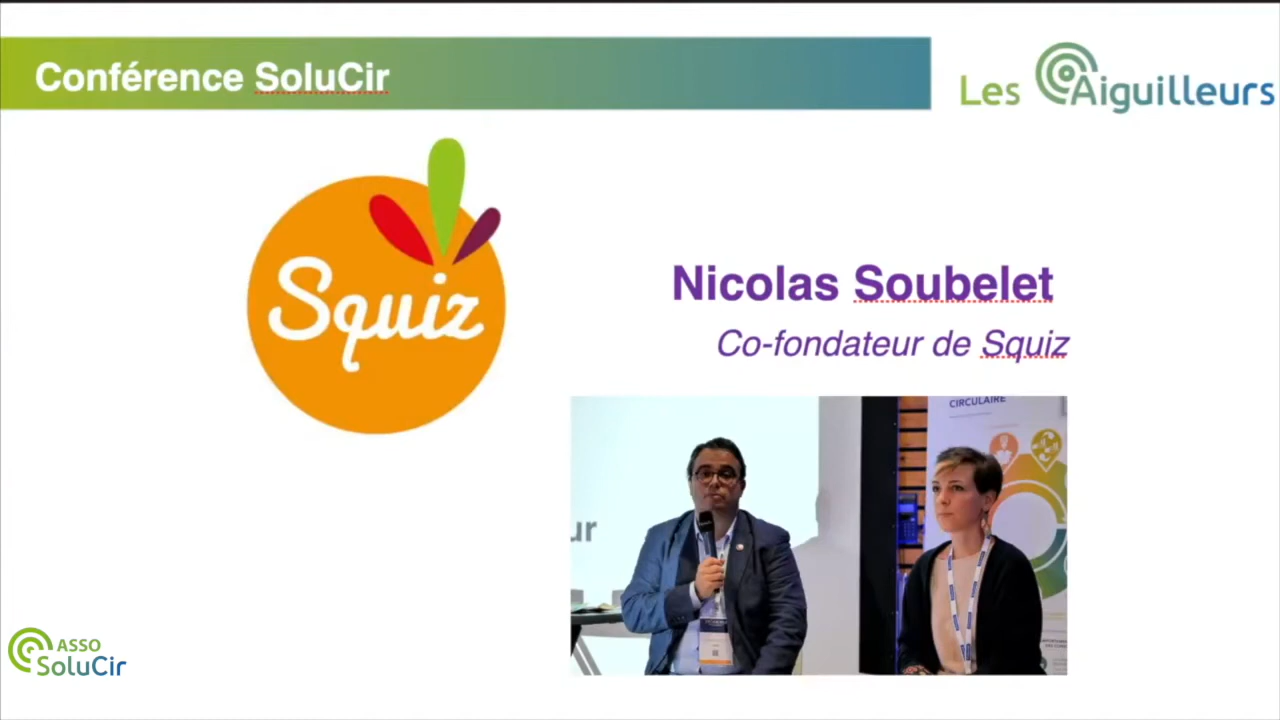 Conférence SoluCir
Les Aiguilleurs
Squiz
Nicolas Soubelet
Co-fondateur de Squiz
CIRCULAIRE
ur
ASSO
SoluCir